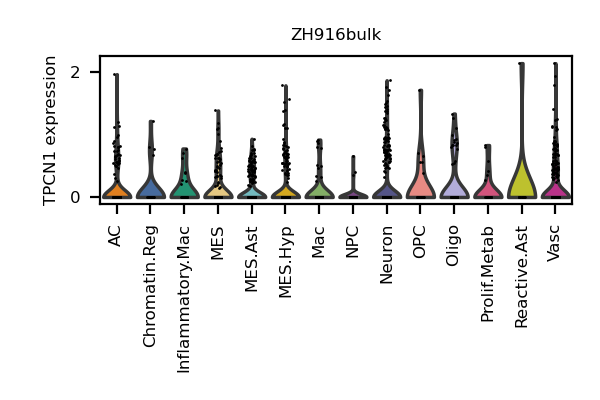 ZH916bulk
TPCN1 expression
2
0
AC
Chromatin.Reg
Inflammatory.Mac
MES
MES.Ast
MES.Hyp
Mac
NPC
Neuron
OPC
Oligo
Prolif.Metab
Reactive.Ast
Vasc